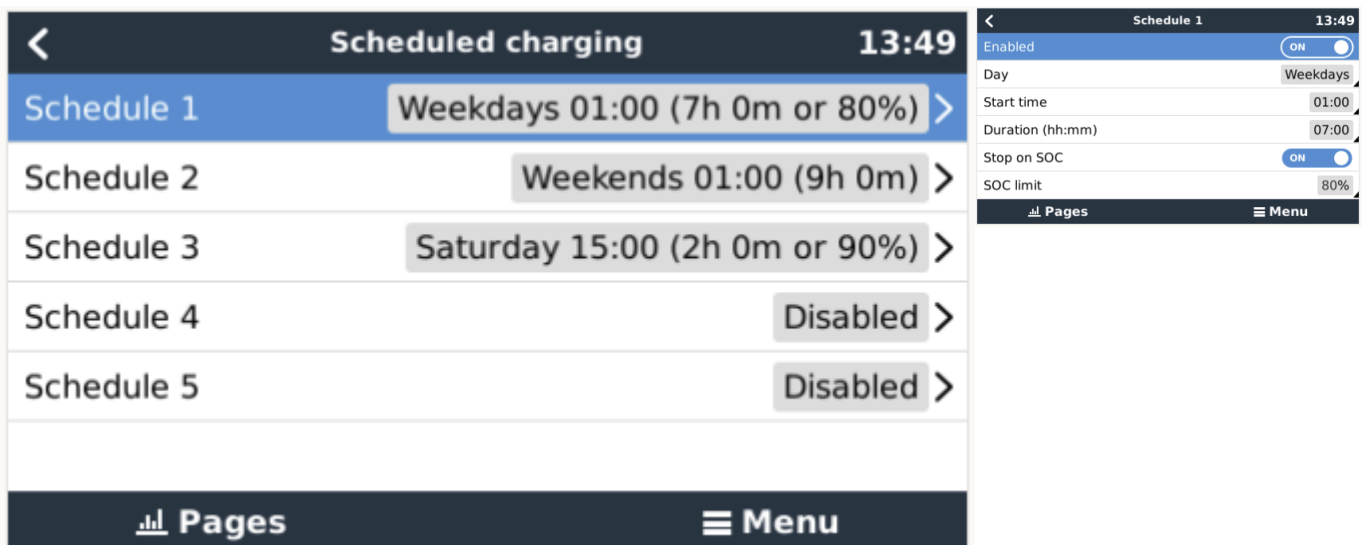 Scheduled charging 13:49
Schedule 1 Weekdays 01:00 (7h 0m or 80%)
Schedule 2 Weekends 01:00 (9h 0m)
Schedule 3 Saturday 15:00 (2h 0m or 90%)
Schedule 4 Disabled
Schedule 5 Disabled
Pages Menu
Schedule 1 13:49
Enabled ON
Day Weekdays
Start time 01:00
Duration (hh:mm) 07:00
Stop on SOC ON
SOC limit 80%
Pages Menu